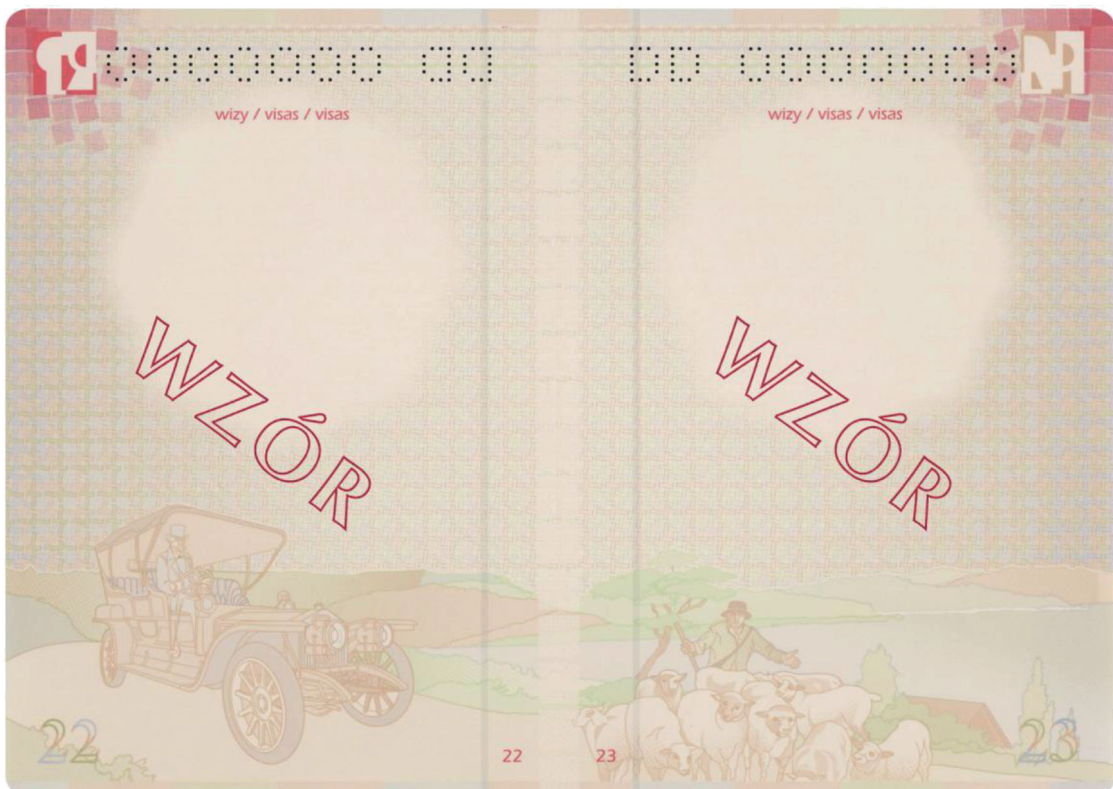 0000000 DD
wizy / visas / visas
WZÓR
22
22
DD 0000000
wizy / visas / visas
WZÓR
23
23